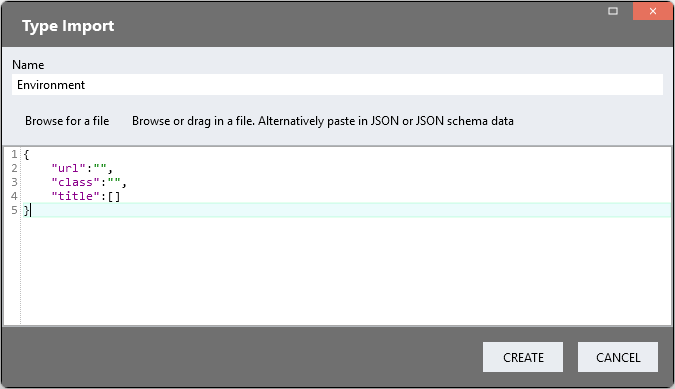 Type Import
Name
Environment
Browse for a file Browse or drag in a file. Alternatively paste in JSON or JSON schema data
1 {
2     "url":"",
3     "class":"",
4     "title":[]
5 }
CREATE CANCEL